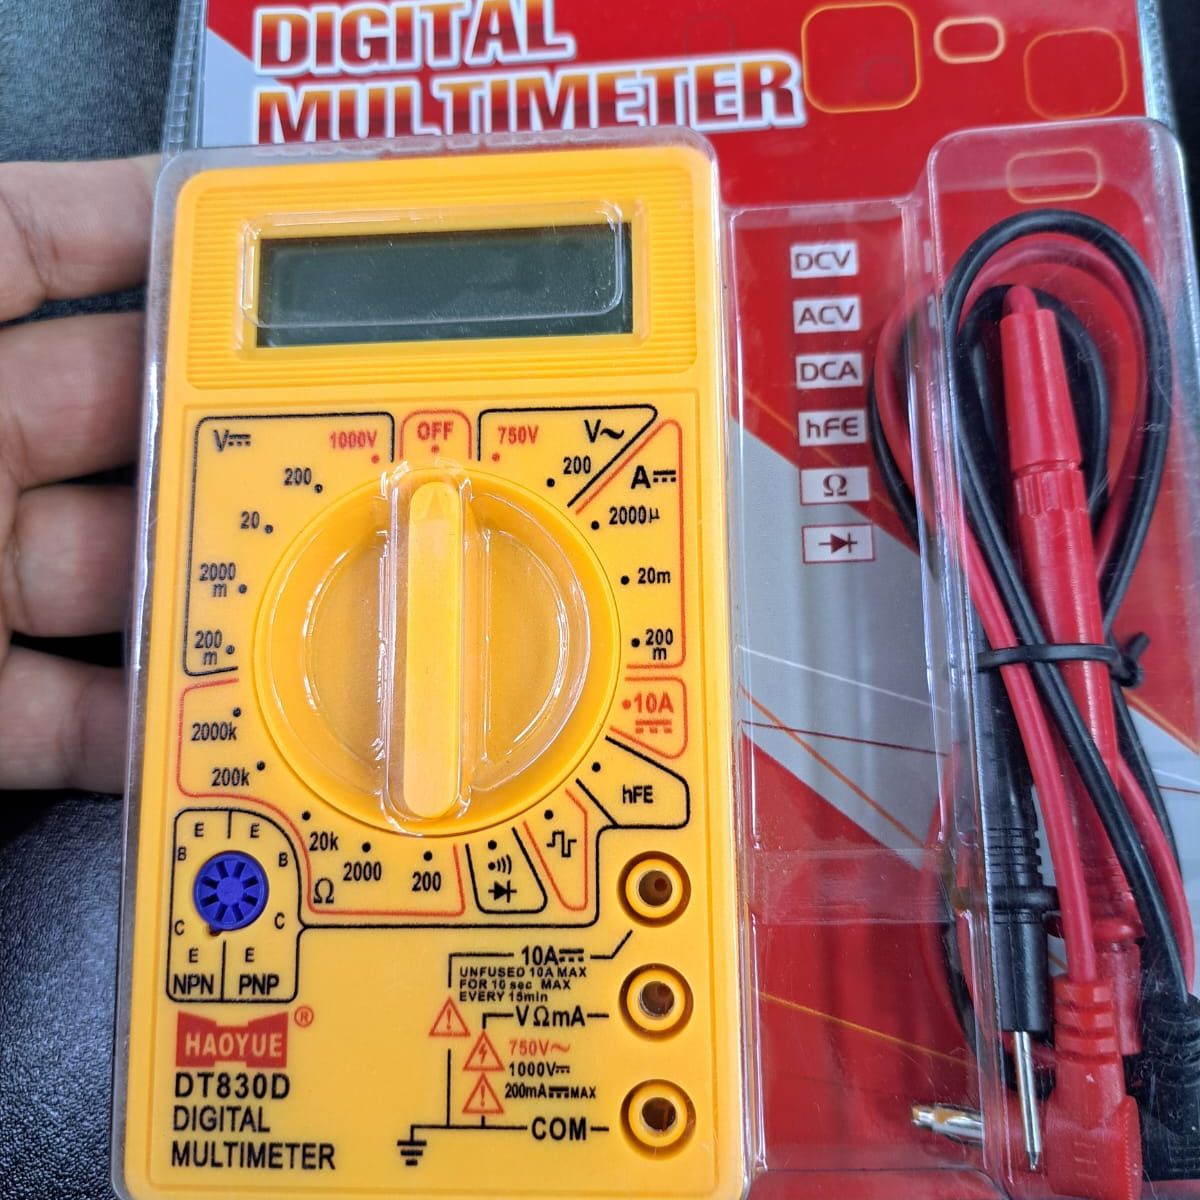 DIGITAL
MULTIMETER
DCV
ACV
DCA
hFE
Ω
V⎓
1000V
OFF
750V
V~
200
20
2000
m
200
m
200
A⎓
2000µ
20m
200
m
10A
⎓
hFE
2000k
200k
20k
2000
200
Ω
E E
B B
C C
E E
NPN PNP
10A⎓
UNFUSED 10A MAX
FOR 10 sec MAX
EVERY 15min
VΩmA
750V~
1000V⎓
200mA⎓MAX
COM
HAOYUE®
DT830D
DIGITAL
MULTIMETER